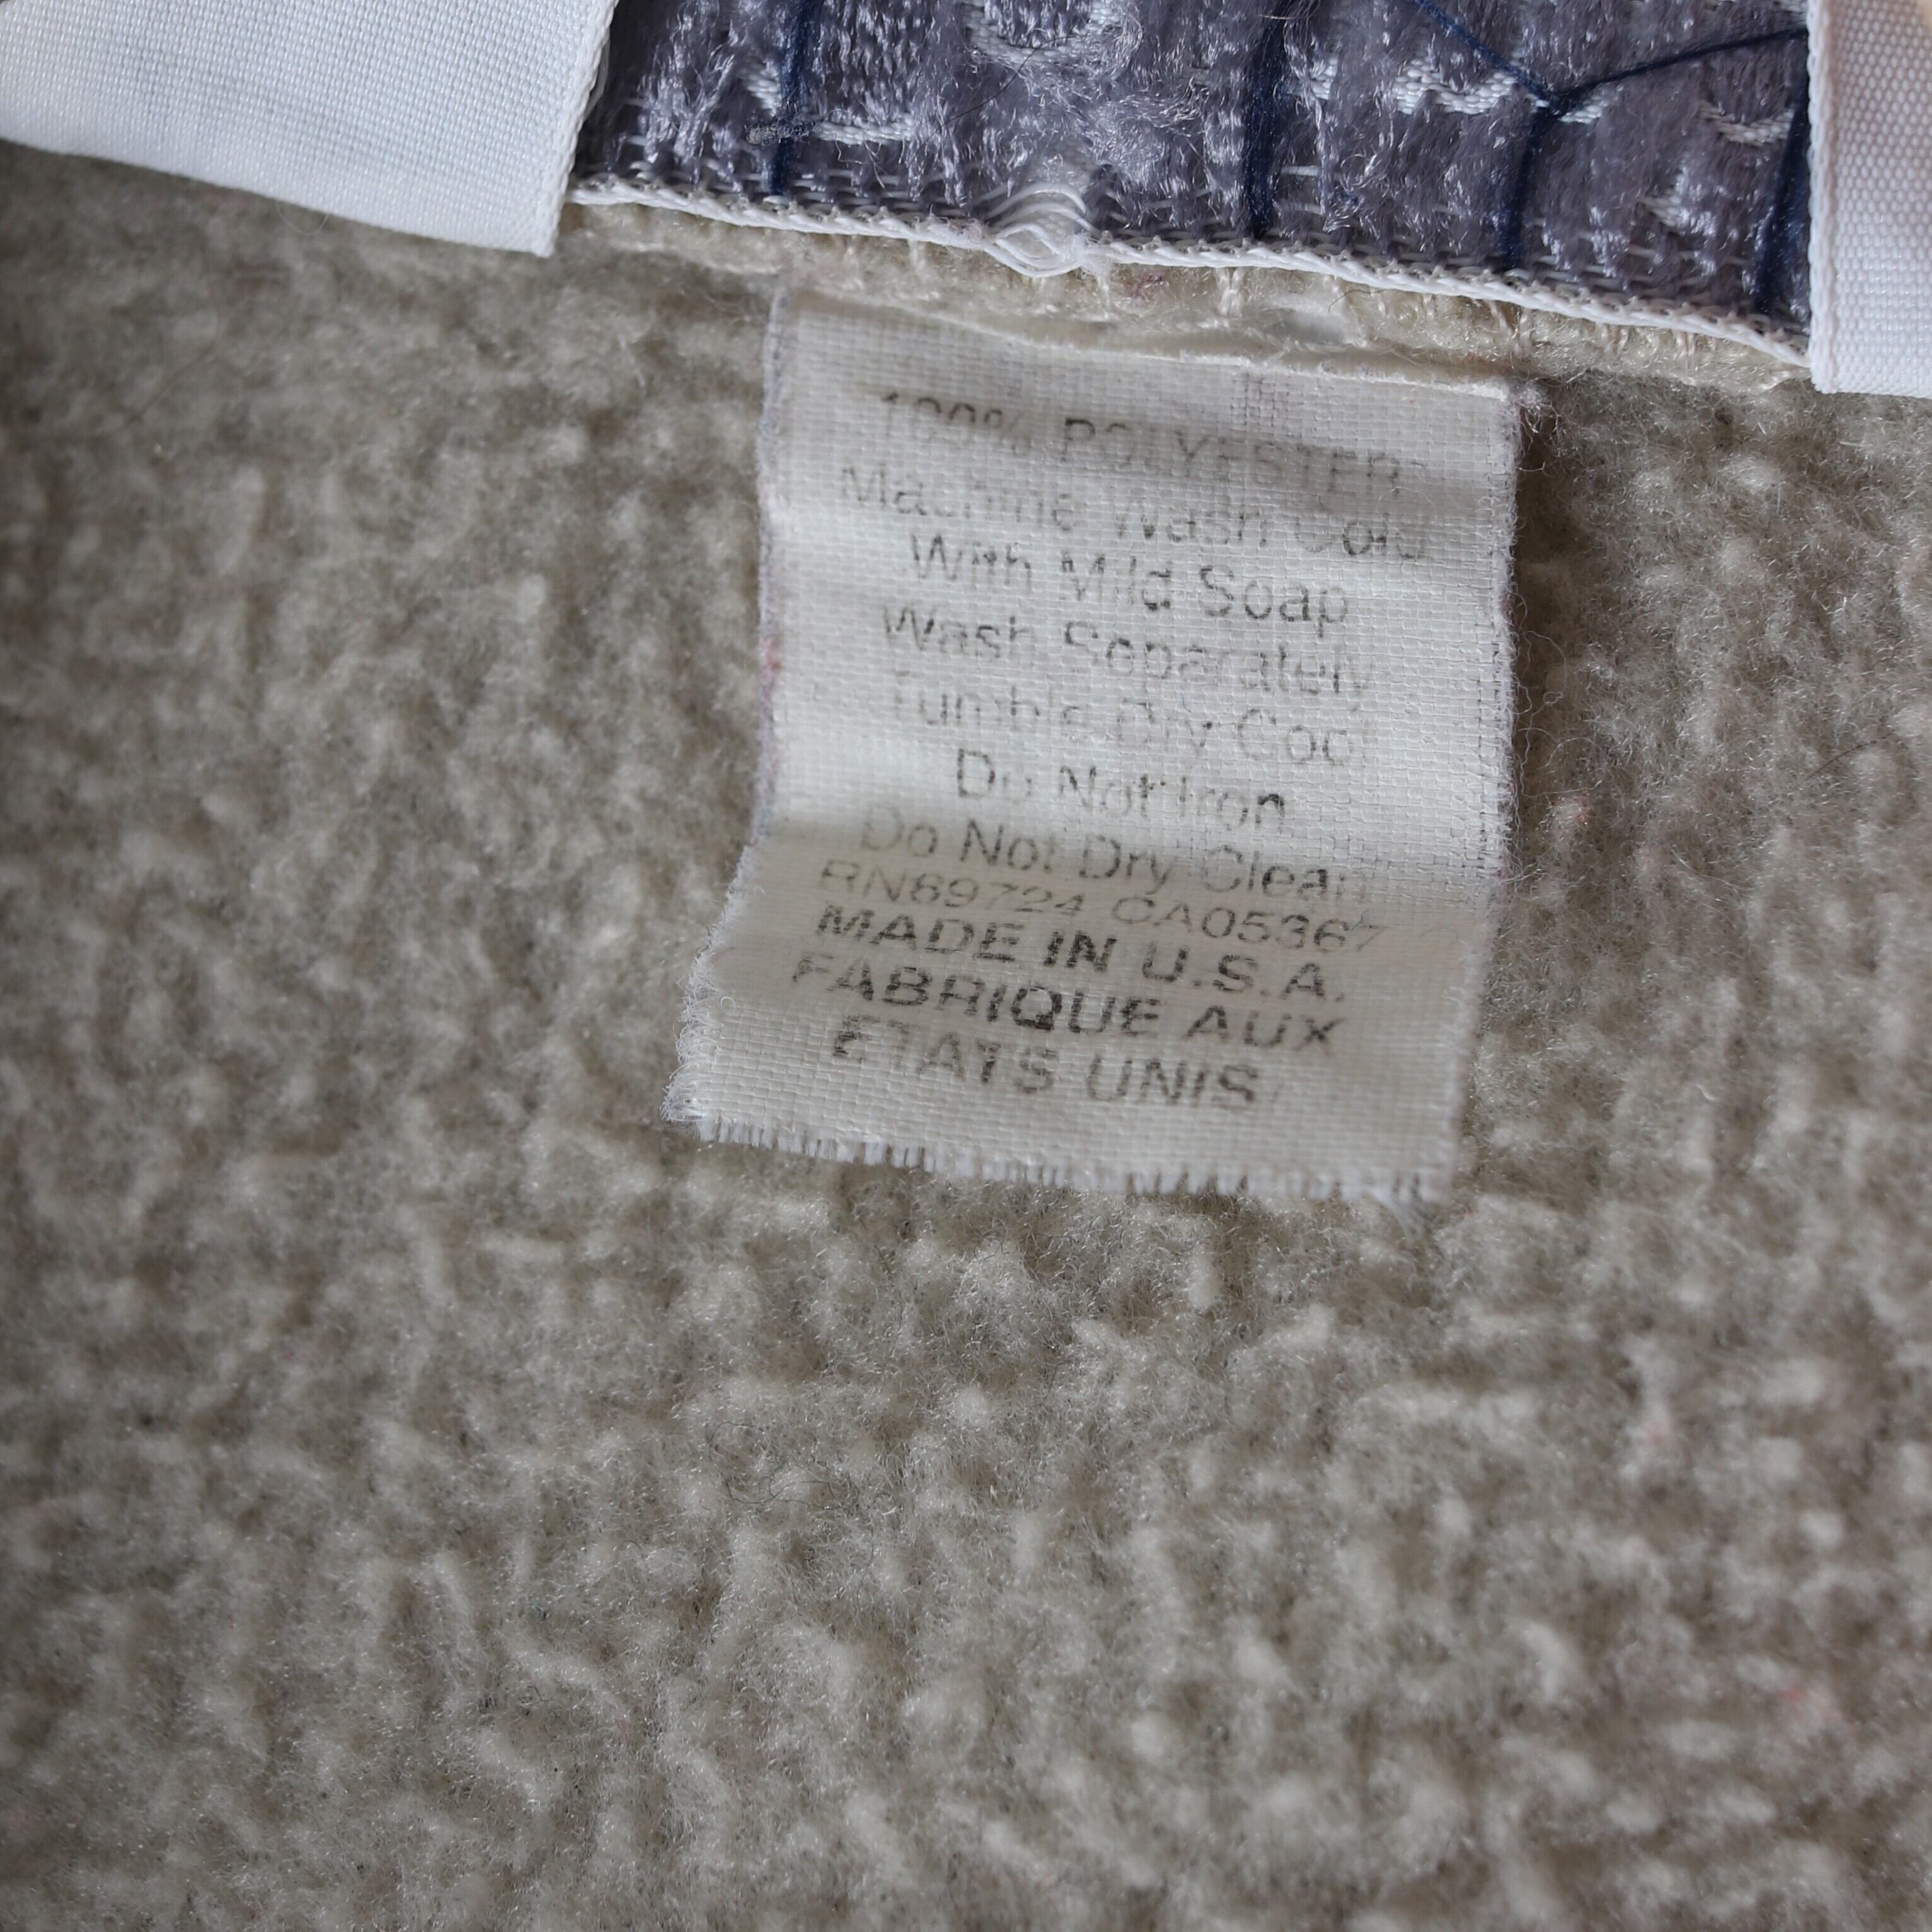 100% POLYESTER
Machine Wash Cold
With Mild Soap
Wash Separately
Tumble Dry Cool
Do Not Iron
Do Not Dry Clean
RN69724 CA05367
MADE IN U.S.A.
FABRIQUE AUX
ETATS UNIS